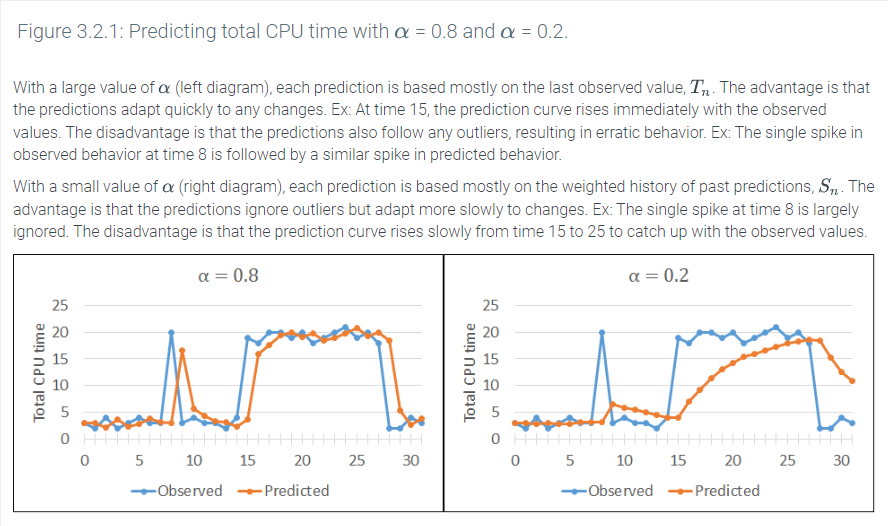 Figure 3.2.1: Predicting total CPU time with α = 0.8 and α = 0.2.
With a large value of α (left diagram), each prediction is based mostly on the last observed value, Tₙ. The advantage is that
the predictions adapt quickly to any changes. Ex: At time 15, the prediction curve rises immediately with the observed
values. The disadvantage is that the predictions also follow any outliers, resulting in erratic behavior. Ex: The single spike in
observed behavior at time 8 is followed by a similar spike in predicted behavior.
With a small value of α (right diagram), each prediction is based mostly on the weighted history of past predictions, Sₙ. The
advantage is that the predictions ignore outliers but adapt more slowly to changes. Ex: The single spike at time 8 is largely
ignored. The disadvantage is that the prediction curve rises slowly from time 15 to 25 to catch up with the observed values.
α = 0.8
Total CPU time
25
20
15
10
5
0
0 5 10 15 20 25 30
Observed Predicted
α = 0.2
Total CPU time
25
20
15
10
5
0
0 5 10 15 20 25 30
Observed Predicted